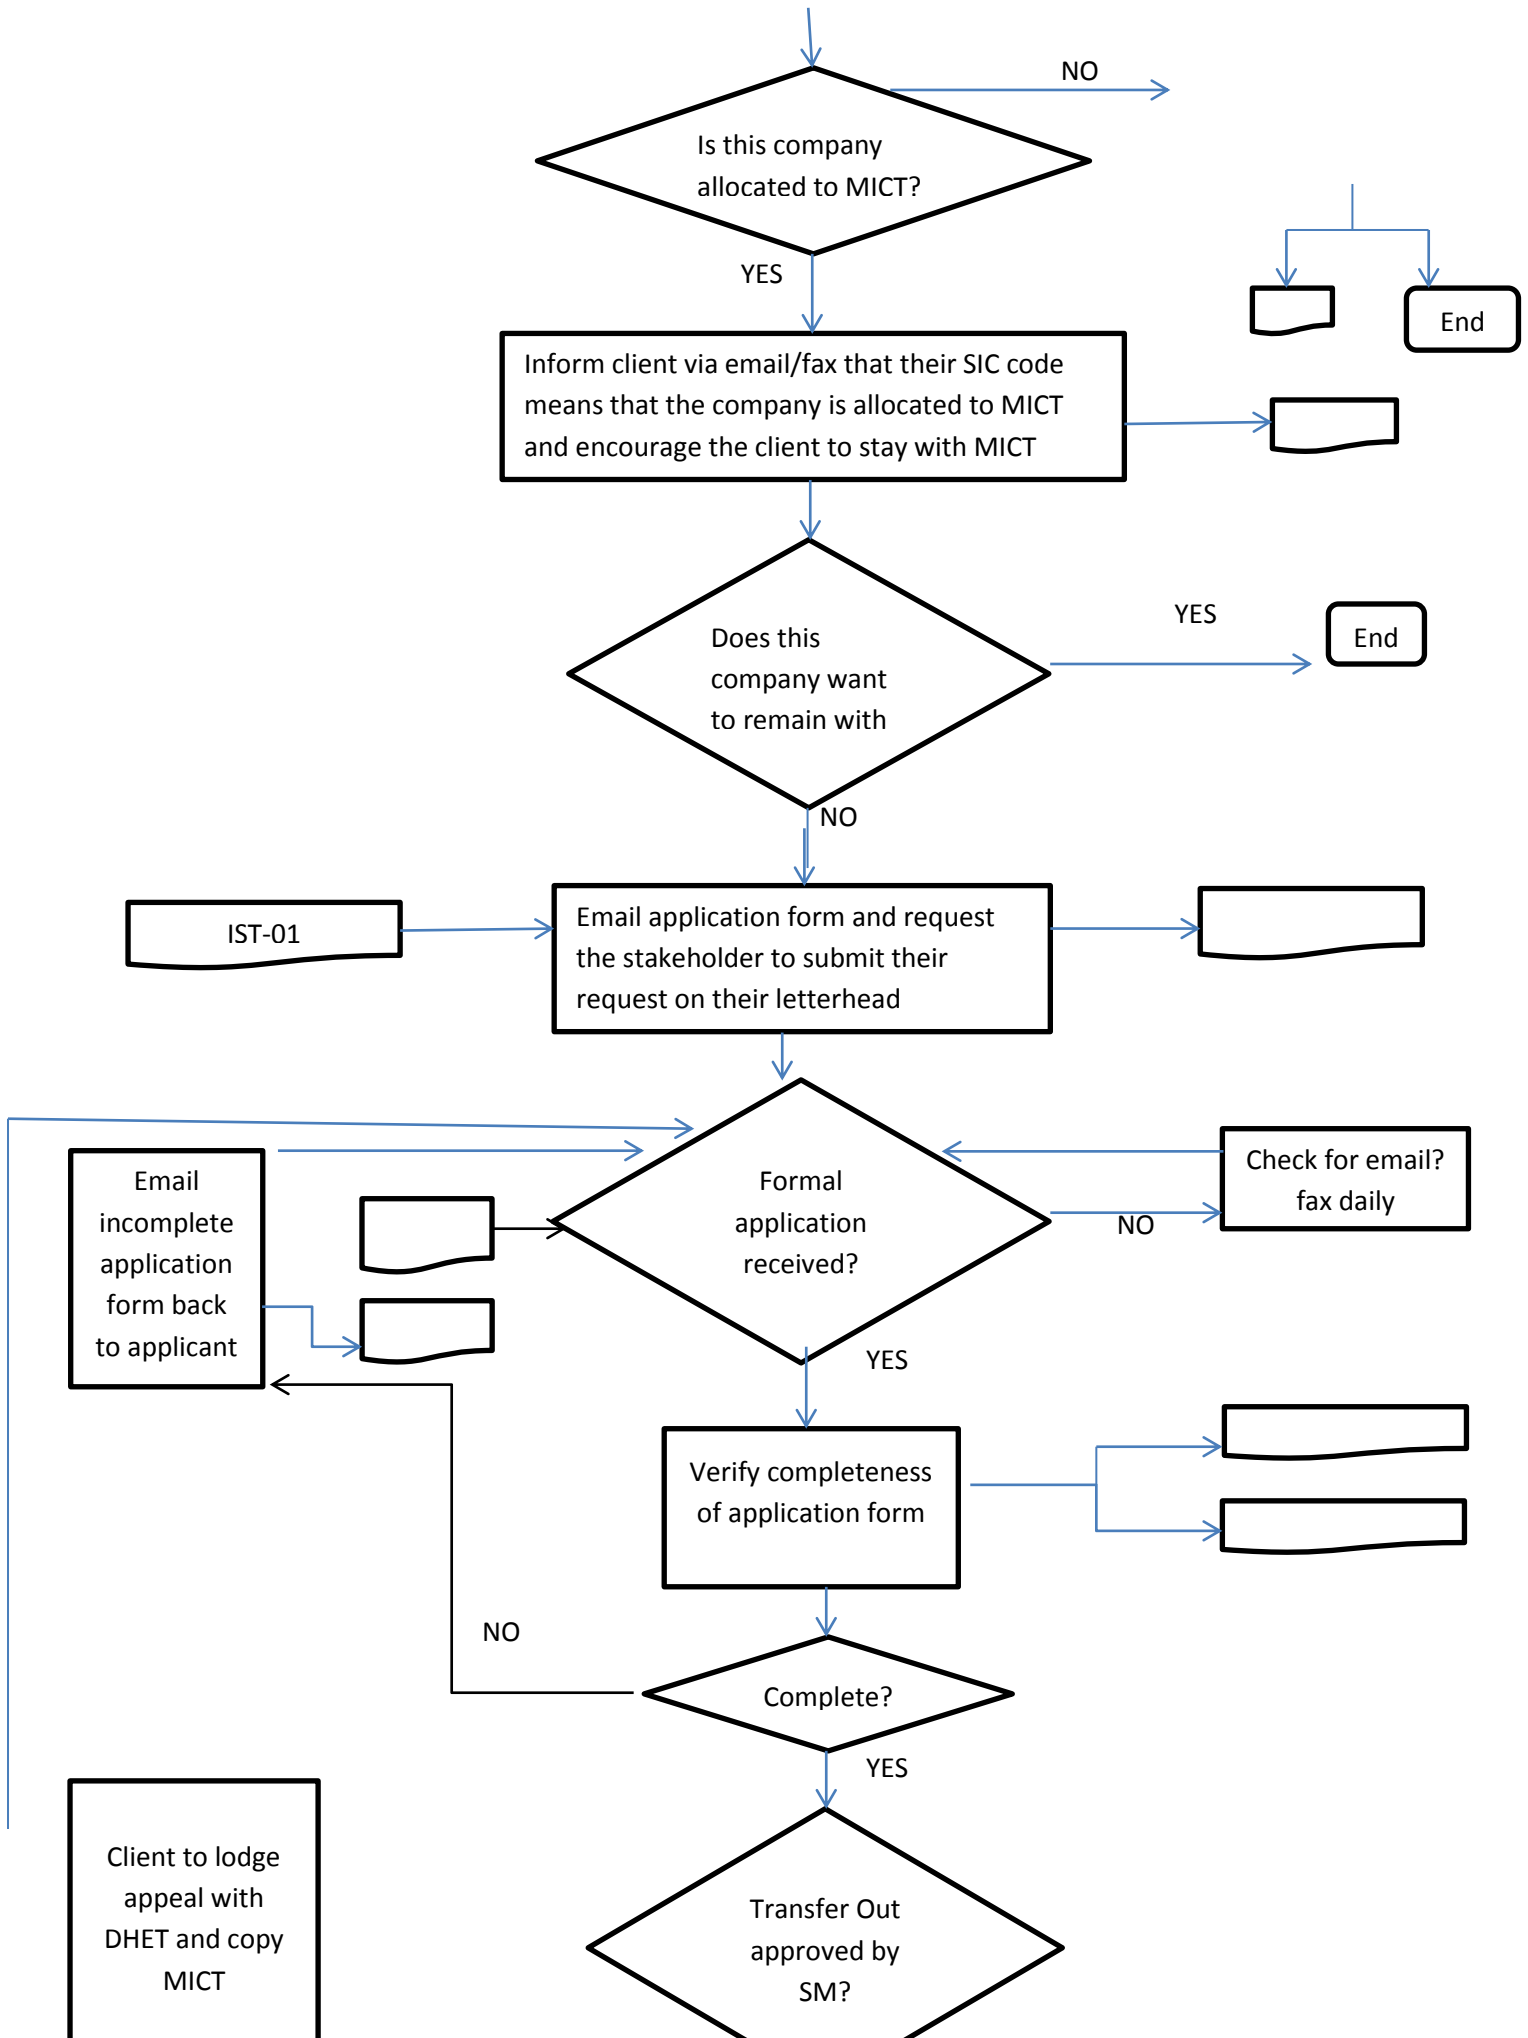 NO
Is this company
allocated to MICT?
YES
End
Inform client via email/fax that their SIC code
means that the company is allocated to MICT
and encourage the client to stay with MICT
YES
End
Does this
company want
to remain with
NO
IST-01
Email application form and request
the stakeholder to submit their
request on their letterhead
Email
incomplete
application
form back
to applicant
Formal
application
received?
NO
Check for email?
fax daily
YES
Verify completeness
of application form
NO
Complete?
YES
Client to lodge
appeal with
DHET and copy
MICT
Transfer Out
approved by
SM?